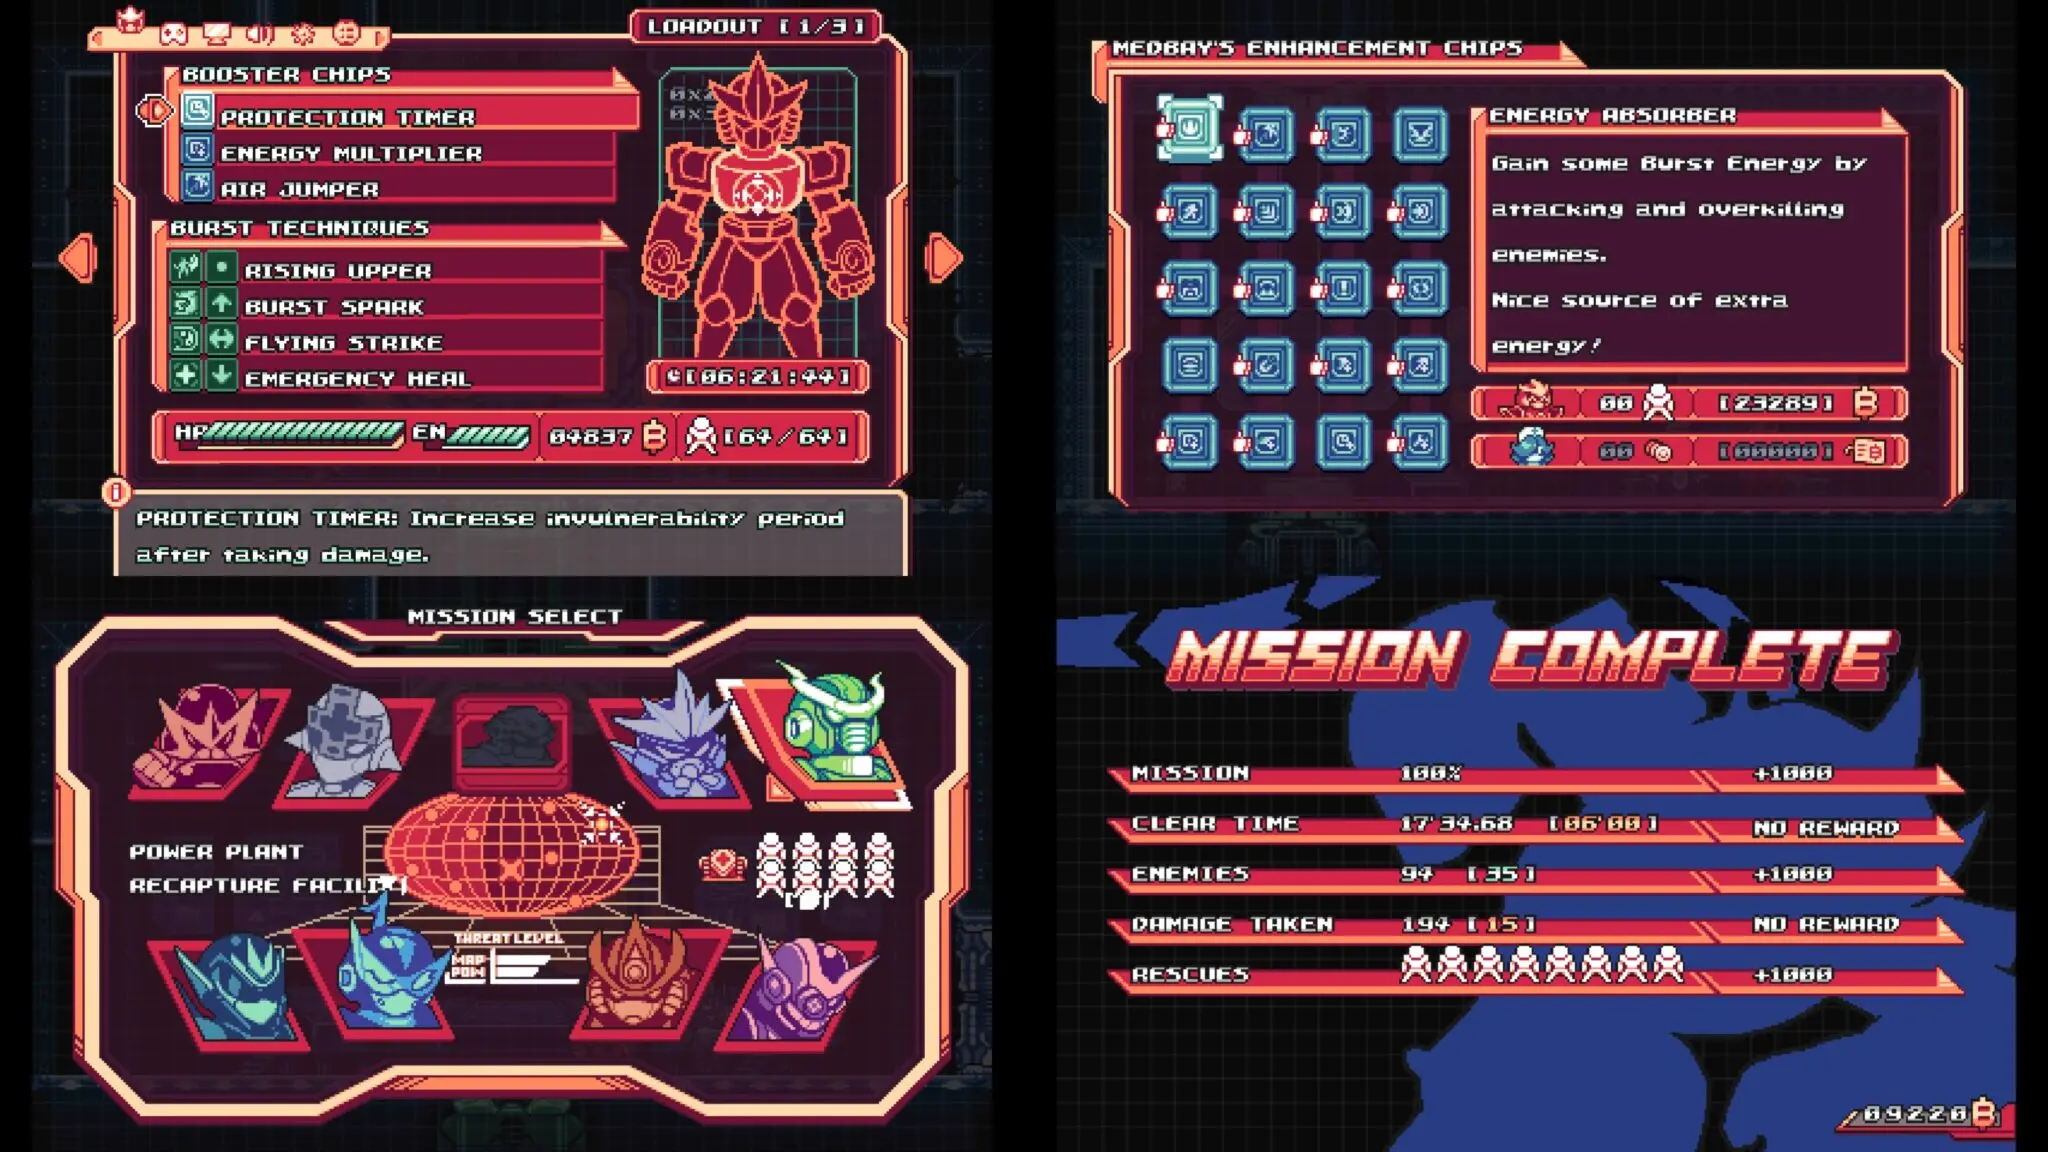 LOADOUT [ 1/3 ]
BOOSTER CHIPS
PROTECTION TIMER
ENERGY MULTIPLIER
AIR JUMPER
BURST TECHNIQUES
RISING UPPER
BURST SPARK
FLYING STRIKE
EMERGENCY HEAL
[06:21:44]
HP
EN
04837
[64/64]
PROTECTION TIMER: Increase invulnerability period
after taking damage.
MEDBAY'S ENHANCEMENT CHIPS
ENERGY ABSORBER
Gain some Burst Energy by
attacking and overkilling
enemies.
Nice source of extra
energy!
00 [23289]
00 [00000]
MISSION SELECT
POWER PLANT
RECAPTURE
THREAT LEVEL
MAP
POW
MISSION COMPLETE
MISSION 100% +1000
CLEAR TIME 17'34.68 [06'00] NO REWARD
ENEMIES 94 [35] +1000
DAMAGE TAKEN 194 [15] NO REWARD
RESCUES +1000
09220